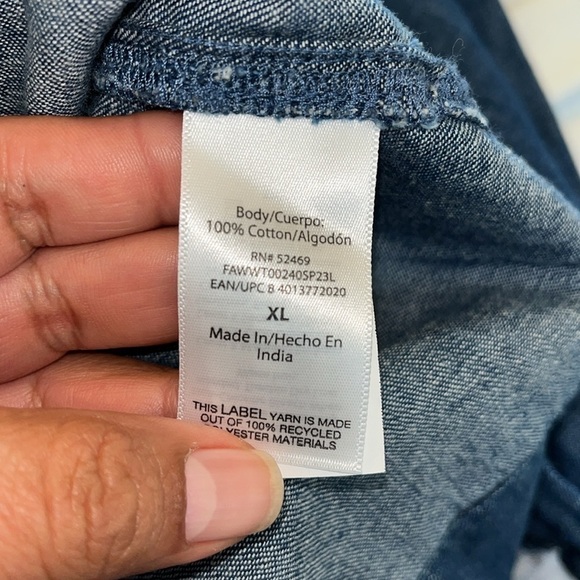 Body/Cuerpo:
100% Cotton/Algodón
RN# 52469
FAWWT00240SP23L
EAN/UPC 8 4013772020
XL
Made In/Hecho En
India
THIS LABEL YARN IS MADE
OUT OF 100% RECYCLED
POLYESTER MATERIALS